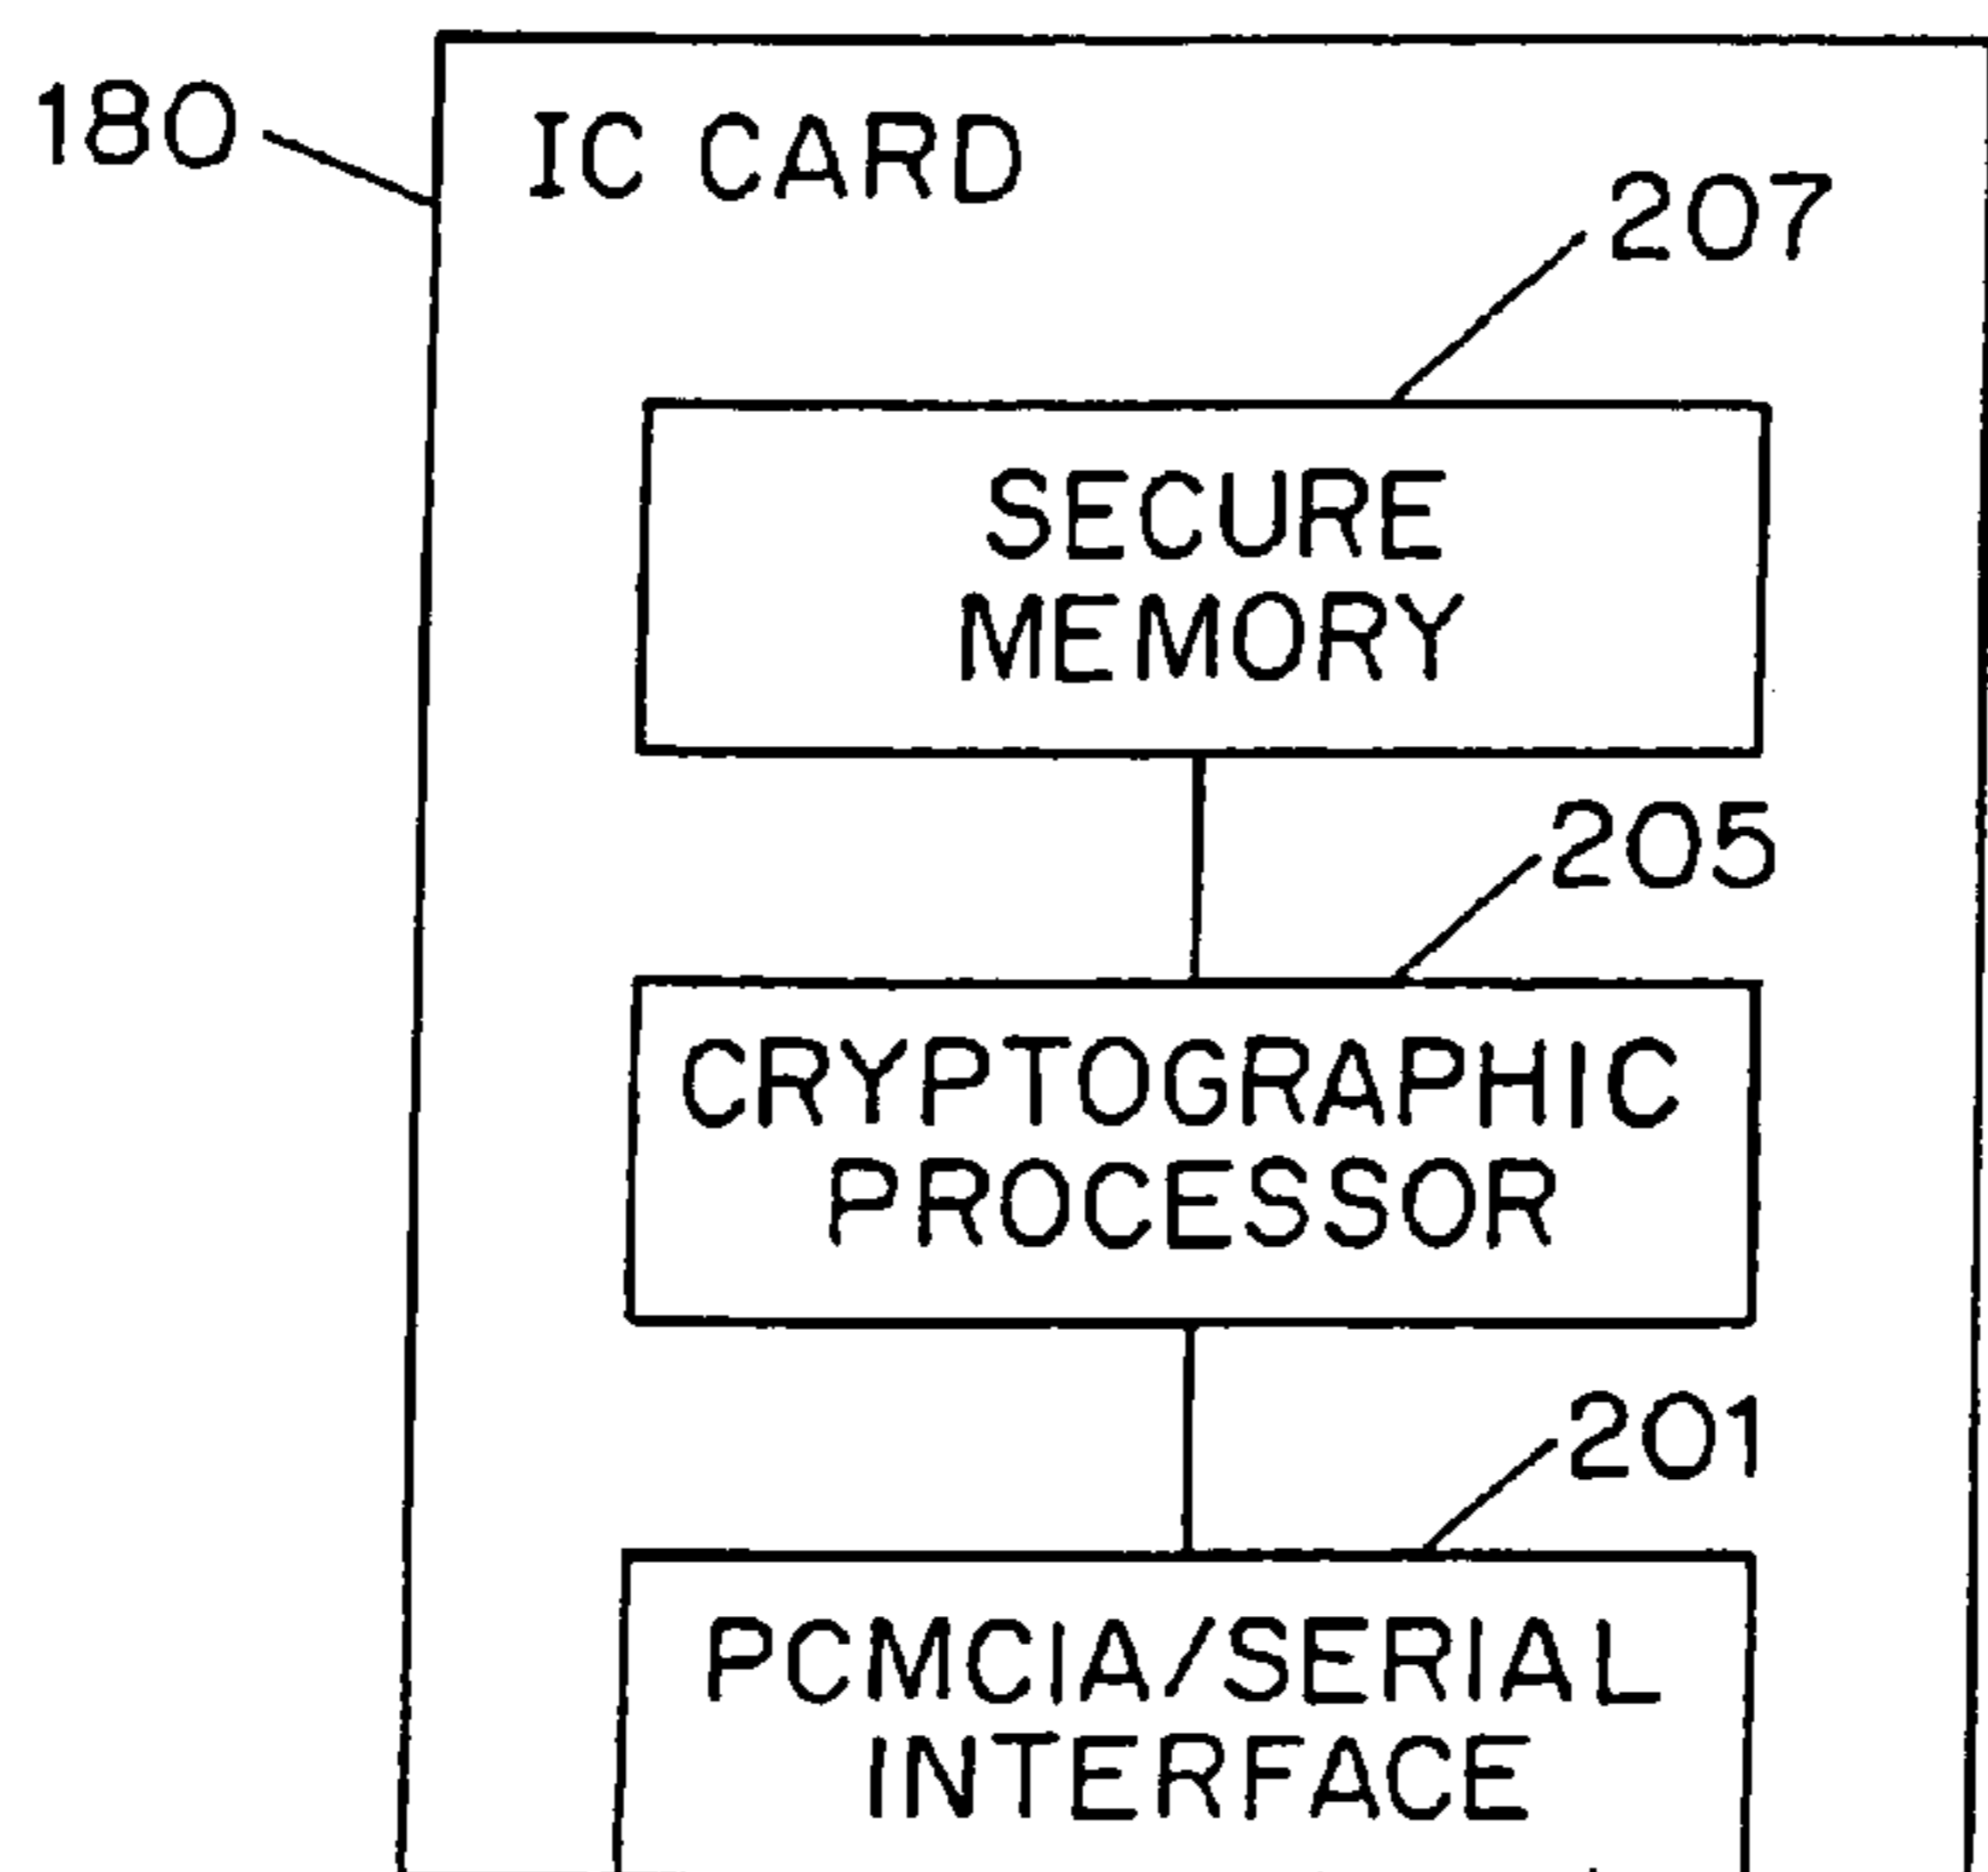 180
IC CARD
207
SECURE
MEMORY
205
CRYPTOGRAPHIC
PROCESSOR
201
PCMCIA/SERIAL
INTERFACE